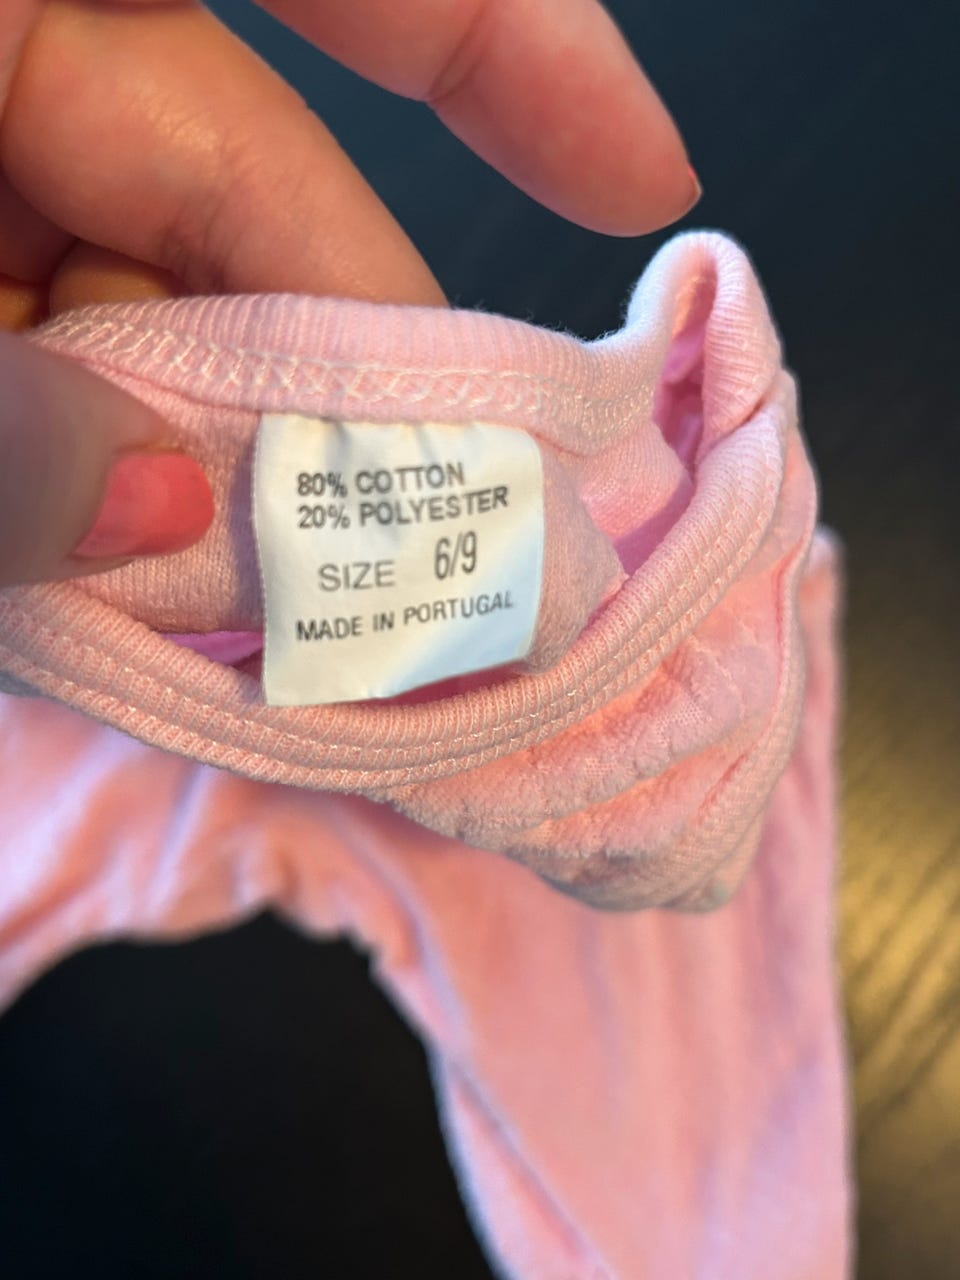 80% COTTON
20% POLYESTER
SIZE 6/9
MADE IN PORTUGAL